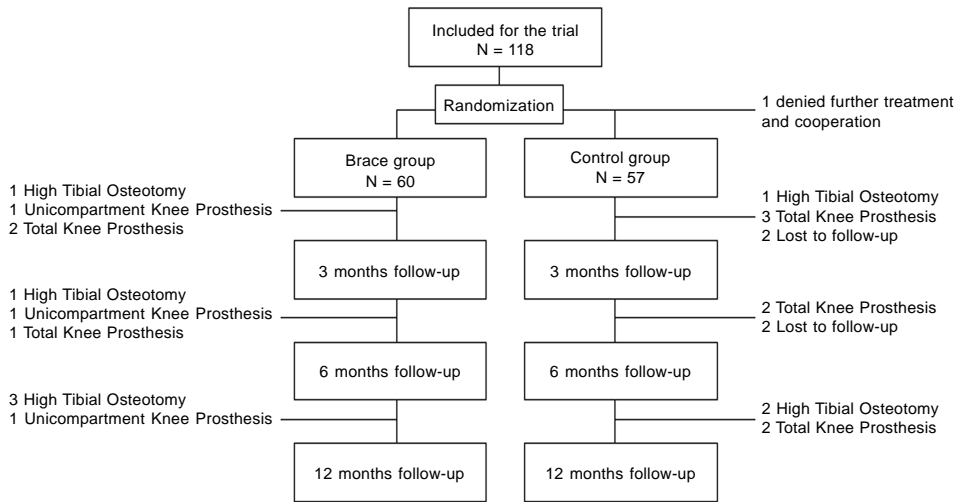 Included for the trial
N = 118
Randomization
1 denied further treatment
and cooperation
Brace group
N = 60
Control group
N = 57
1 High Tibial Osteotomy
1 Unicompartment Knee Prosthesis
2 Total Knee Prosthesis
1 High Tibial Osteotomy
3 Total Knee Prosthesis
2 Lost to follow-up
3 months follow-up
3 months follow-up
1 High Tibial Osteotomy
1 Unicompartment Knee Prosthesis
1 Total Knee Prosthesis
2 Total Knee Prosthesis
2 Lost to follow-up
6 months follow-up
6 months follow-up
3 High Tibial Osteotomy
1 Unicompartment Knee Prosthesis
2 High Tibial Osteotomy
2 Total Knee Prosthesis
12 months follow-up
12 months follow-up